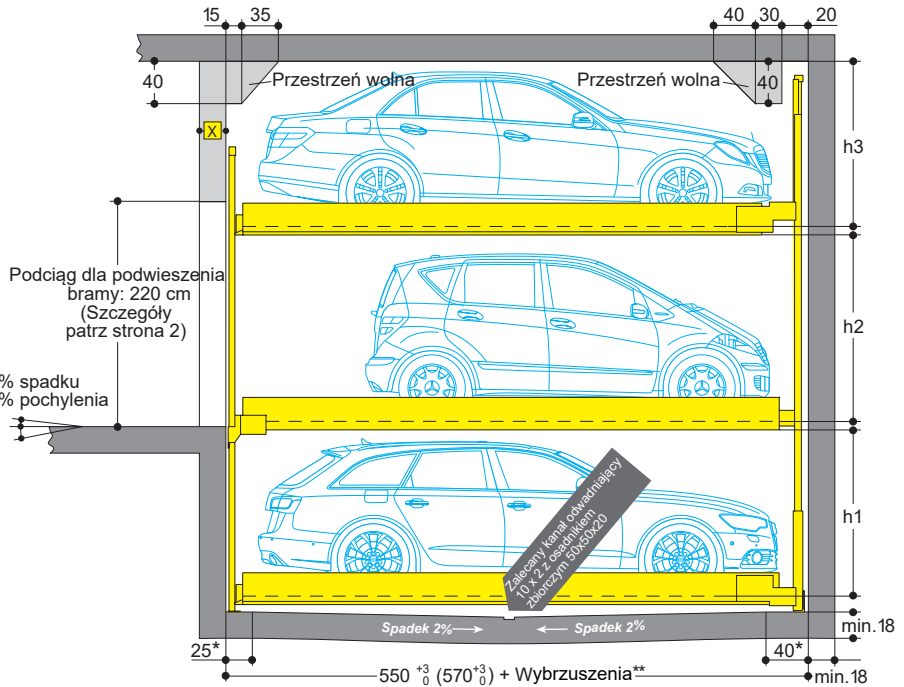 15 35 40 30 20
40 Przestrzeń wolna Przestrzeń wolna 40
X
h3
Podciąg dla podwieszenia
bramy: 220 cm
(Szczegóły
patrz strona 2)
h2
% spadku
% pochylenia
Zalecany kanał odwadniający
10 x 2 z osadnikiem
zbiorczym 50x50x20
h1
Spadek 2% Spadek 2%
min.18
25* 40*
550 +3 0 (570 +3 0) + Wybrzuszenia** min.18